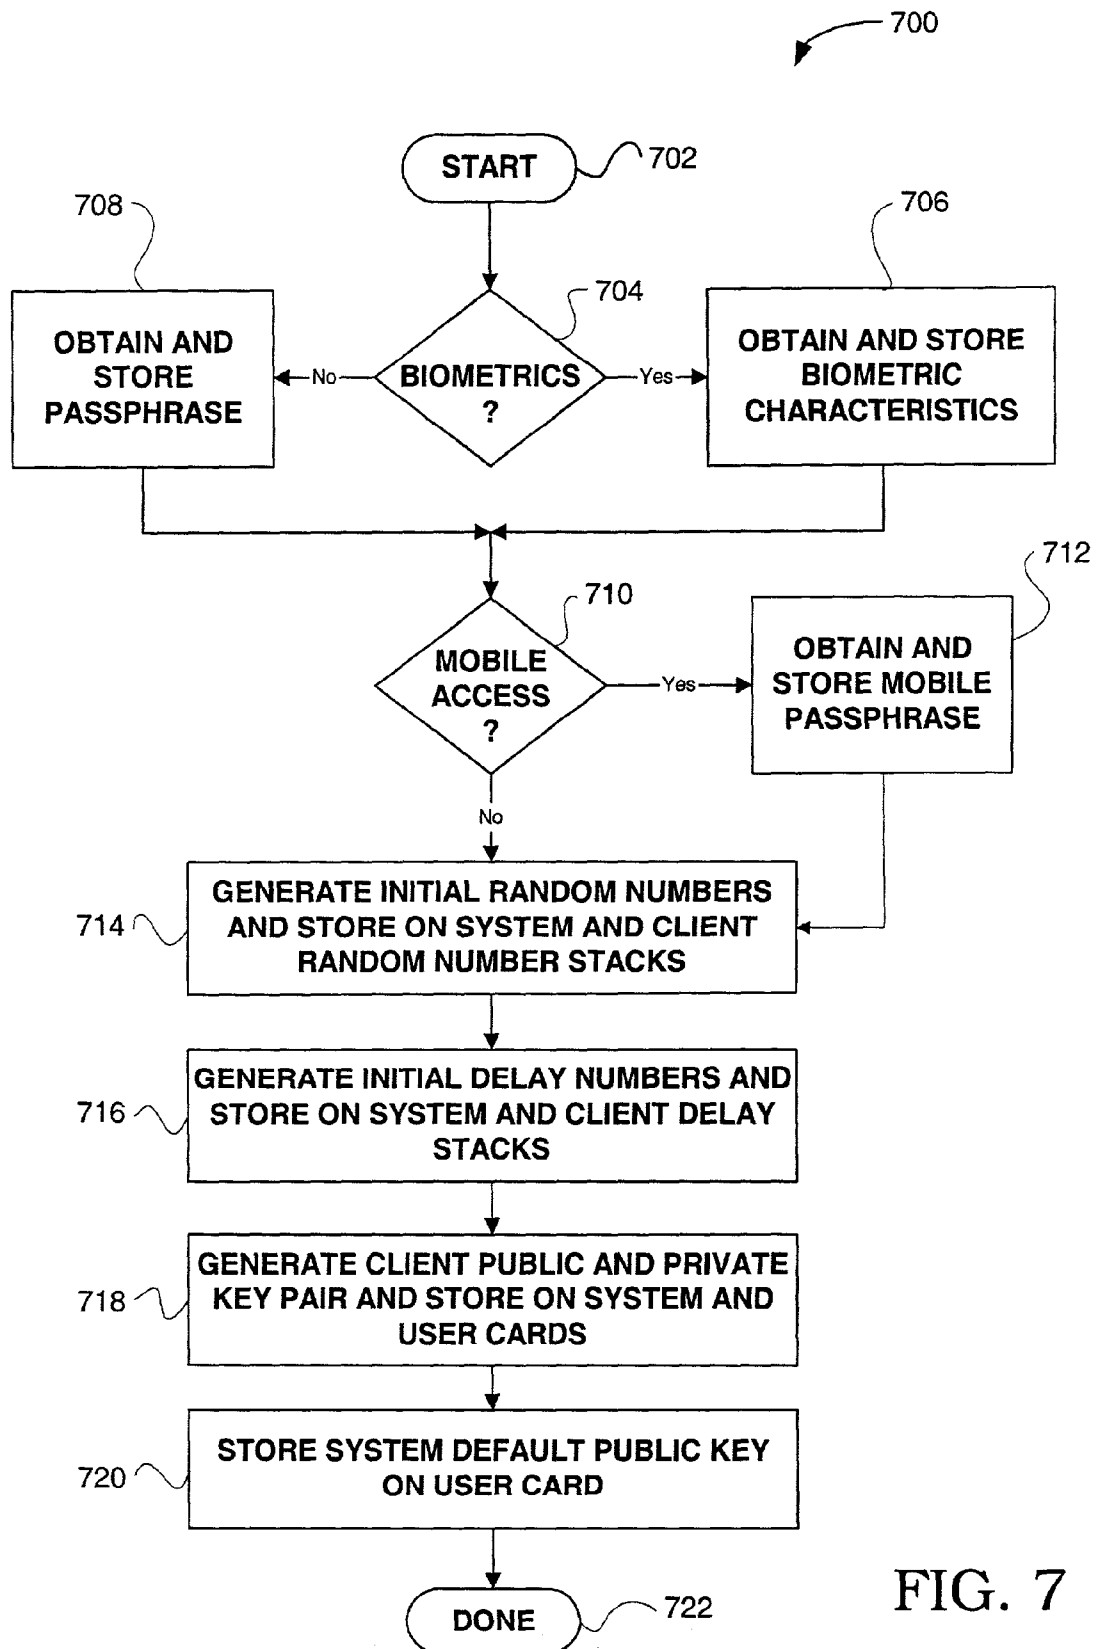 700
START
702
708
706
704
OBTAIN AND
STORE
PASSPHRASE
No
BIOMETRICS
?
Yes
OBTAIN AND STORE
BIOMETRIC
CHARACTERISTICS
712
710
MOBILE
ACCESS
?
Yes
OBTAIN AND
STORE MOBILE
PASSPHRASE
No
714
GENERATE INITIAL RANDOM NUMBERS
AND STORE ON SYSTEM AND CLIENT
RANDOM NUMBER STACKS
716
GENERATE INITIAL DELAY NUMBERS AND
STORE ON SYSTEM AND CLIENT DELAY
STACKS
718
GENERATE CLIENT PUBLIC AND PRIVATE
KEY PAIR AND STORE ON SYSTEM AND
USER CARDS
720
STORE SYSTEM DEFAULT PUBLIC KEY
ON USER CARD
DONE
722
FIG. 7